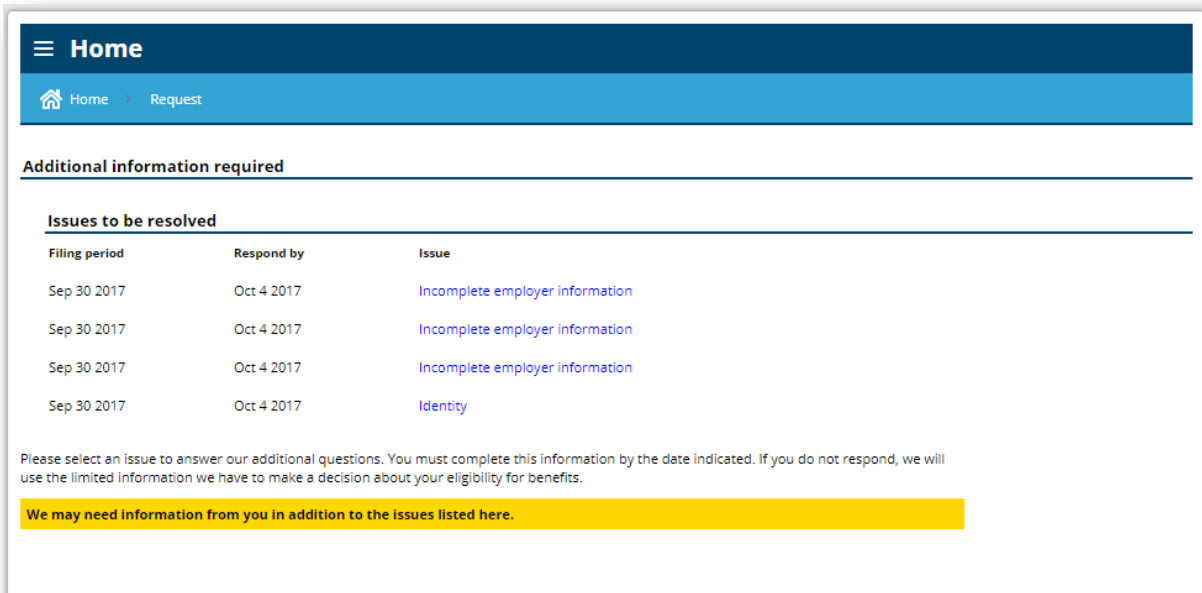 Home
Home > Request
Additional information required
Issues to be resolved
Filing period Respond by Issue
Sep 30 2017 Oct 4 2017 Incomplete employer information
Sep 30 2017 Oct 4 2017 Incomplete employer information
Sep 30 2017 Oct 4 2017 Incomplete employer information
Sep 30 2017 Oct 4 2017 Identity
Please select an issue to answer our additional questions. You must complete this information by the date indicated. If you do not respond, we will
use the limited information we have to make a decision about your eligibility for benefits.
We may need information from you in addition to the issues listed here.